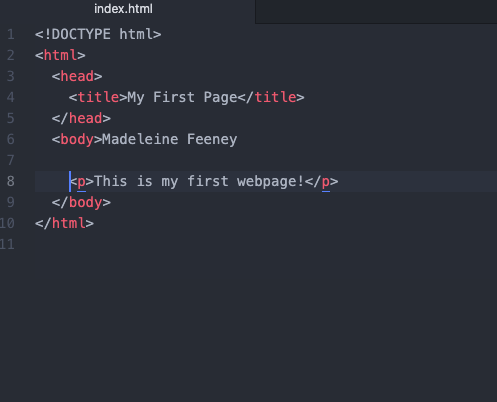 index.html
1 <!DOCTYPE html>
2 <html>
3   <head>
4     <title>My First Page</title>
5   </head>
6   <body>Madeleine Feeney
7
8     <p>This is my first webpage!</p>
9   </body>
10 </html>
11